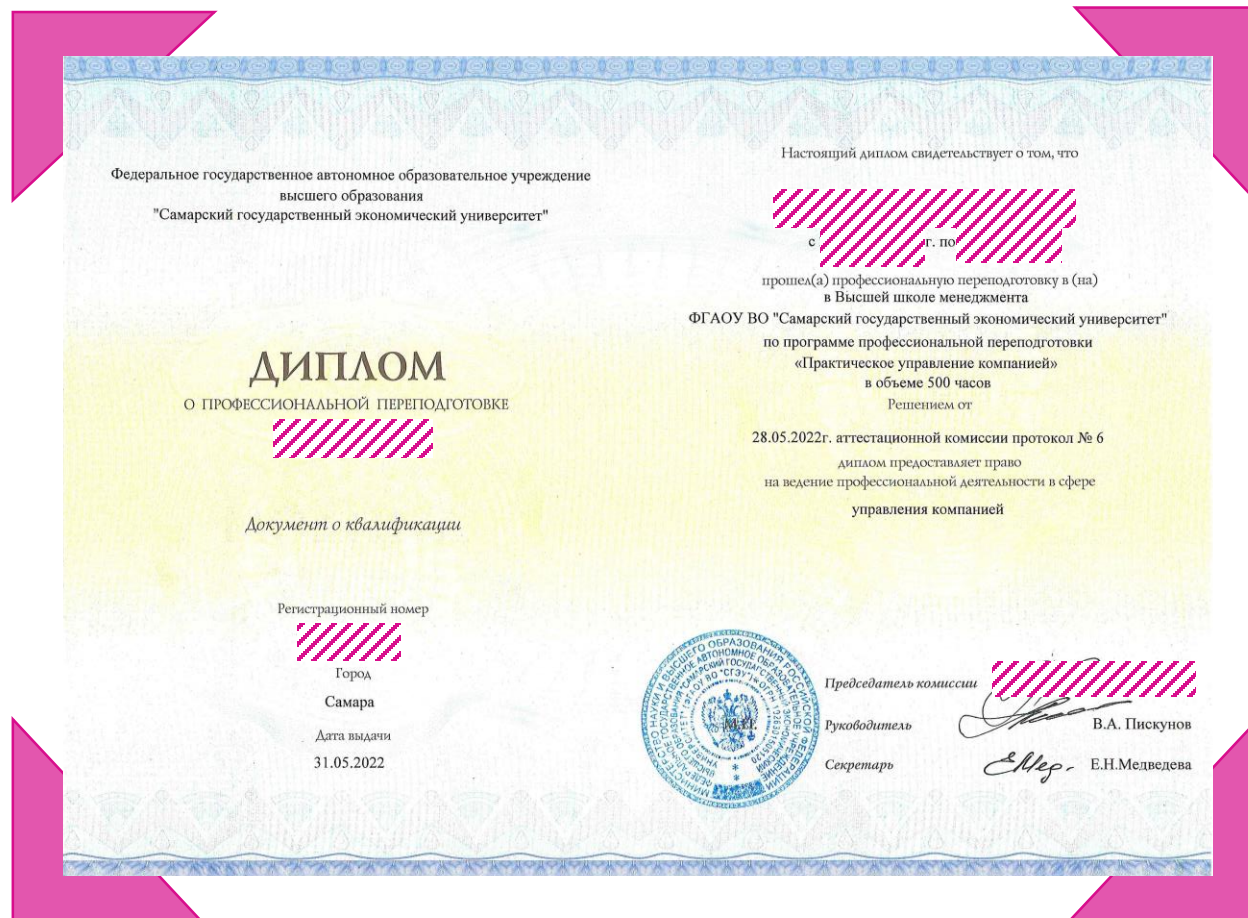 Федеральное государственное автономное образовательное учреждение
высшего образования
"Самарский государственный экономический университет"
ДИПЛОМ
О ПРОФЕССИОНАЛЬНОЙ ПЕРЕПОДГОТОВКЕ
Документ о квалификации
Регистрационный номер
Город
Самара
Дата выдачи
31.05.2022
Настоящий диплом свидетельствует о том, что
с г. по
прошел(а) профессиональную переподготовку в (на)
в Высшей школе менеджмента
ФГАОУ ВО "Самарский государственный экономический университет"
по программе профессиональной переподготовки
«Практическое управление компанией»
в объеме 500 часов
Решением от
28.05.2022г. аттестационной комиссии протокол № 6
диплом предоставляет право
на ведение профессиональной деятельности в сфере
управления компанией
М.П.
Председатель комиссии
Руководитель В.А. Пискунов
Секретарь Е.Н.Медведева